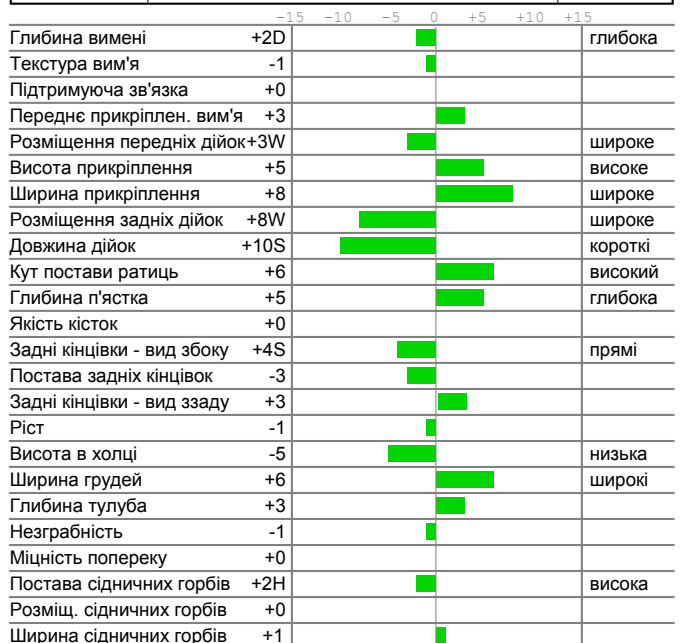 -15 -10 -5 0 +5 +10 +15
Глибина вимені +2D глибока
Текстура вим'я -1
Підтримуюча зв'язка +0
Переднє прикріплен. вим'я +3
Розміщення передніх дійок+3W широке
Висота прикріплення +5 високе
Ширина прикріплення +8 широке
Розміщення задніх дійок +8W широке
Довжина дійок +10S короткі
Кут постави ратиць +6 високий
Глибина п'ястка +5 глибока
Якість кісток +0
Задні кінцівки - вид збоку +4S прямі
Постава задніх кінцівок -3
Задні кінцівки - вид ззаду +3
Ріст -1
Висота в холці -5 низька
Ширина грудей +6 широкі
Глибина тулуба +3
Незграбність -1
Міцність попереку +0
Постава сідничних горбів +2H висока
Розміщ. сідничних горбів +0
Ширина сідничних горбів +1